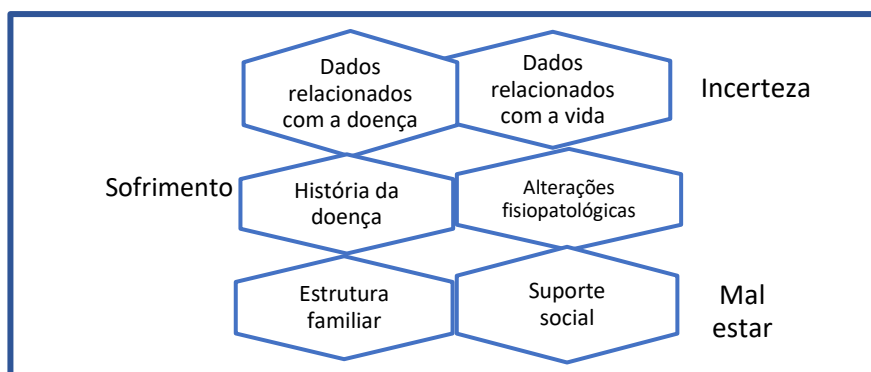 Dados
relacionados
com a doença
Dados
relacionados
com a vida
Incerteza
Sofrimento
História da
doença
Alterações
fisiopatológicas
Estrutura
familiar
Suporte
social
Mal
estar